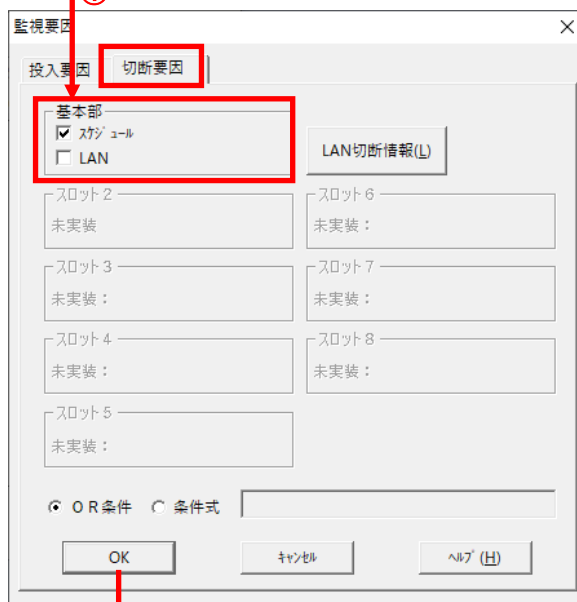 監視要因
投入要因 切断要因
基本部
スケジュール
LAN
LAN切断情報(L)
スロット2
未実装
スロット6
未実装：
スロット3
未実装：
スロット7
未実装：
スロット4
未実装：
スロット8
未実装：
スロット5
未実装：
OR条件 条件式
OK キャンセル ヘルプ(H)